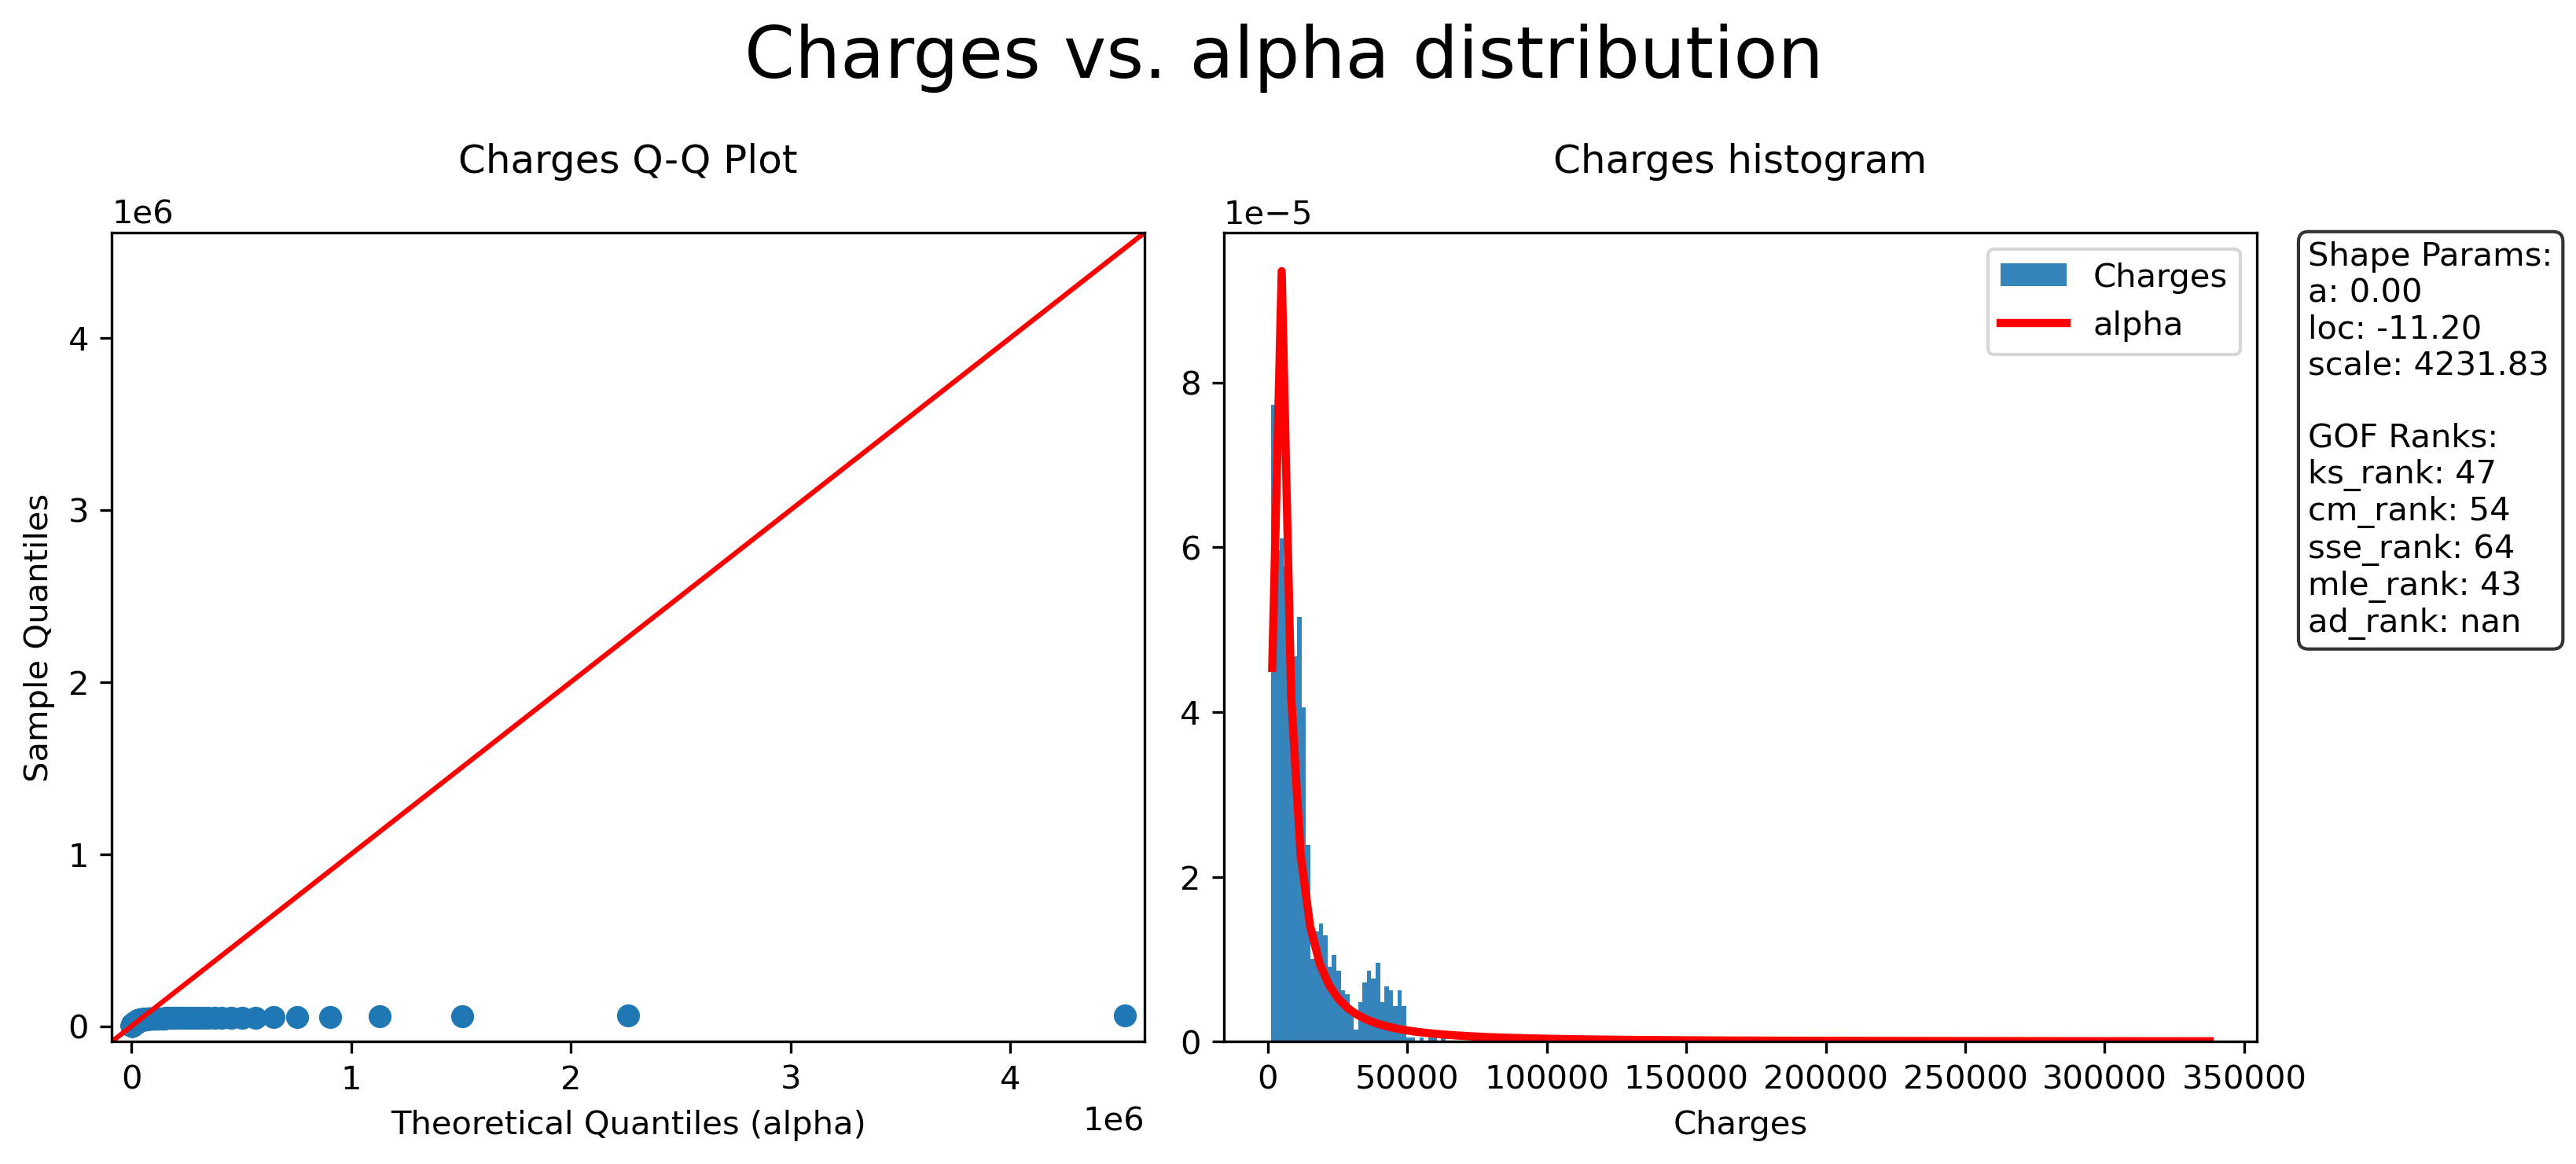 Charges vs. alpha distribution
Charges Q-Q Plot
1e6
4
3
2
1
0
Sample Quantiles
0
1
2
3
4
1e6
Theoretical Quantiles (alpha)
Charges histogram
1e−5
8
6
4
2
0
Charges
alpha
0
50000
100000
150000
200000
250000
300000
350000
Charges
Shape Params:
a: 0.00
loc: -11.20
scale: 4231.83
GOF Ranks:
ks_rank: 47
cm_rank: 54
sse_rank: 64
mle_rank: 43
ad_rank: nan